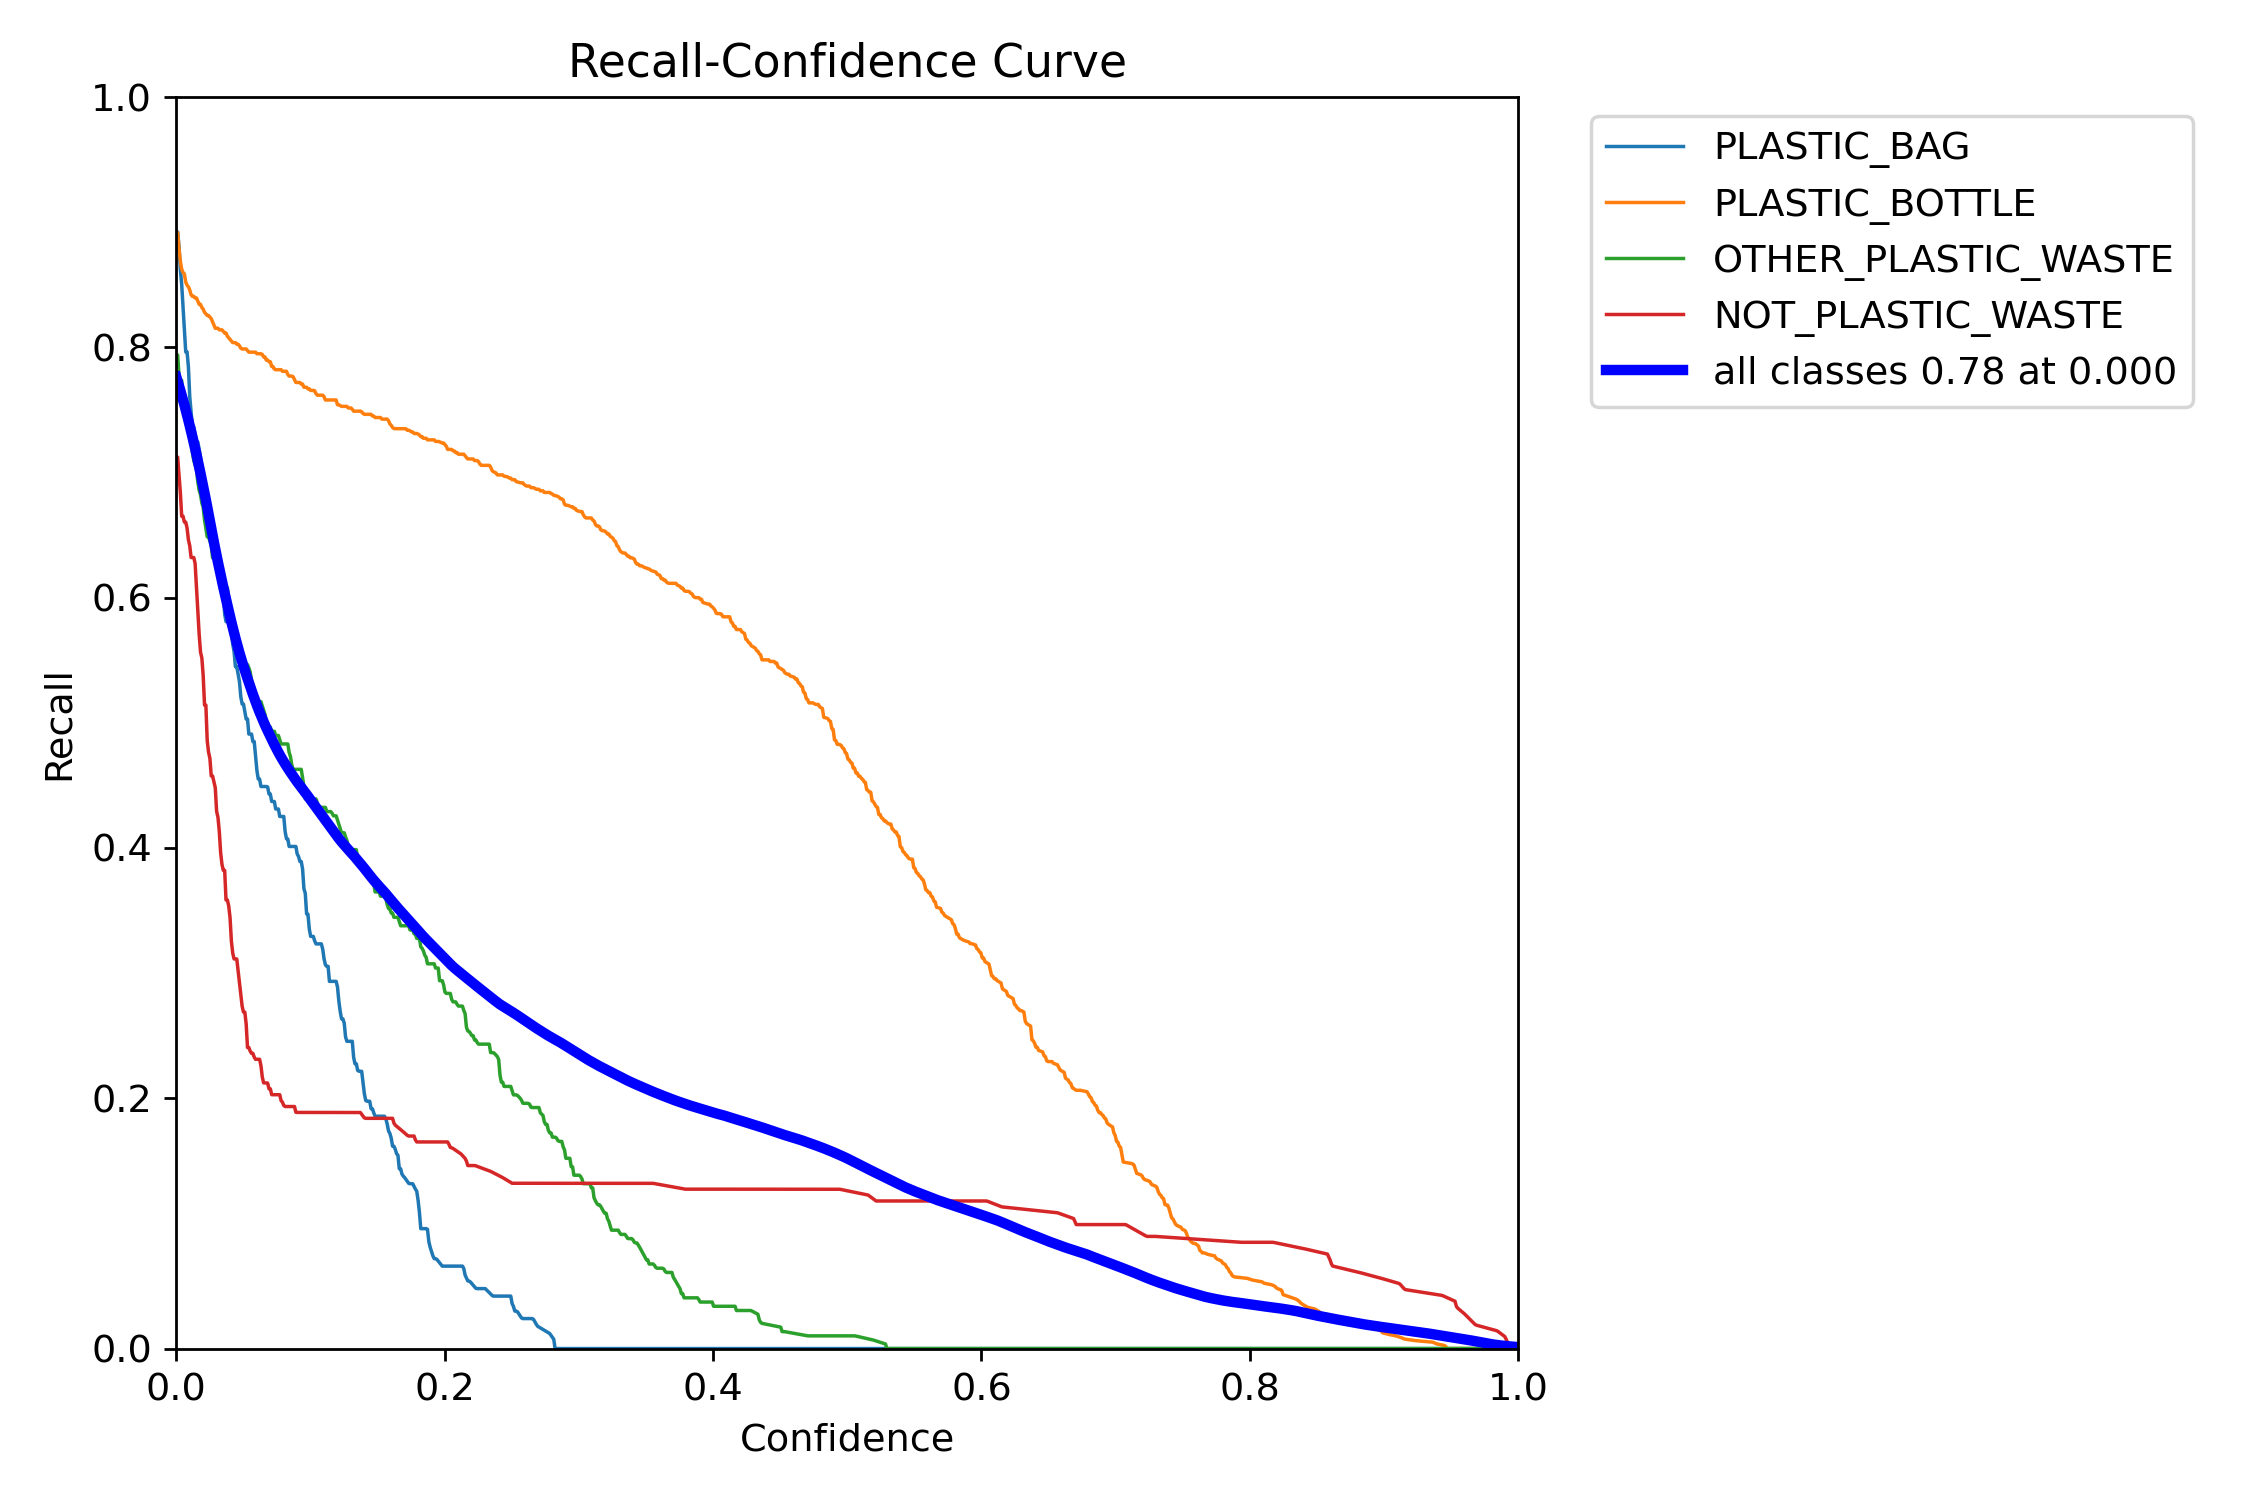 Recall-Confidence Curve
1.0
0.8
0.6
0.4
0.2
0.0
Recall
0.0 0.2 0.4 0.6 0.8 1.0
Confidence
PLASTIC_BAG
PLASTIC_BOTTLE
OTHER_PLASTIC_WASTE
NOT_PLASTIC_WASTE
all classes 0.78 at 0.000